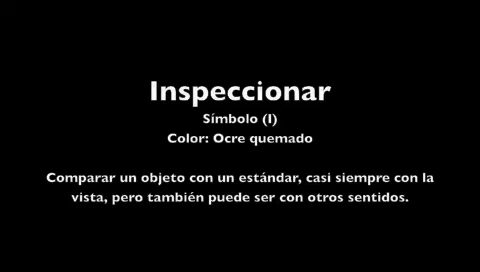 Inspeccionar
Símbolo (I)
Color: Ocre quemado
Comparar un objeto con un estándar, casi siempre con la
vista, pero también puede ser con otros sentidos.